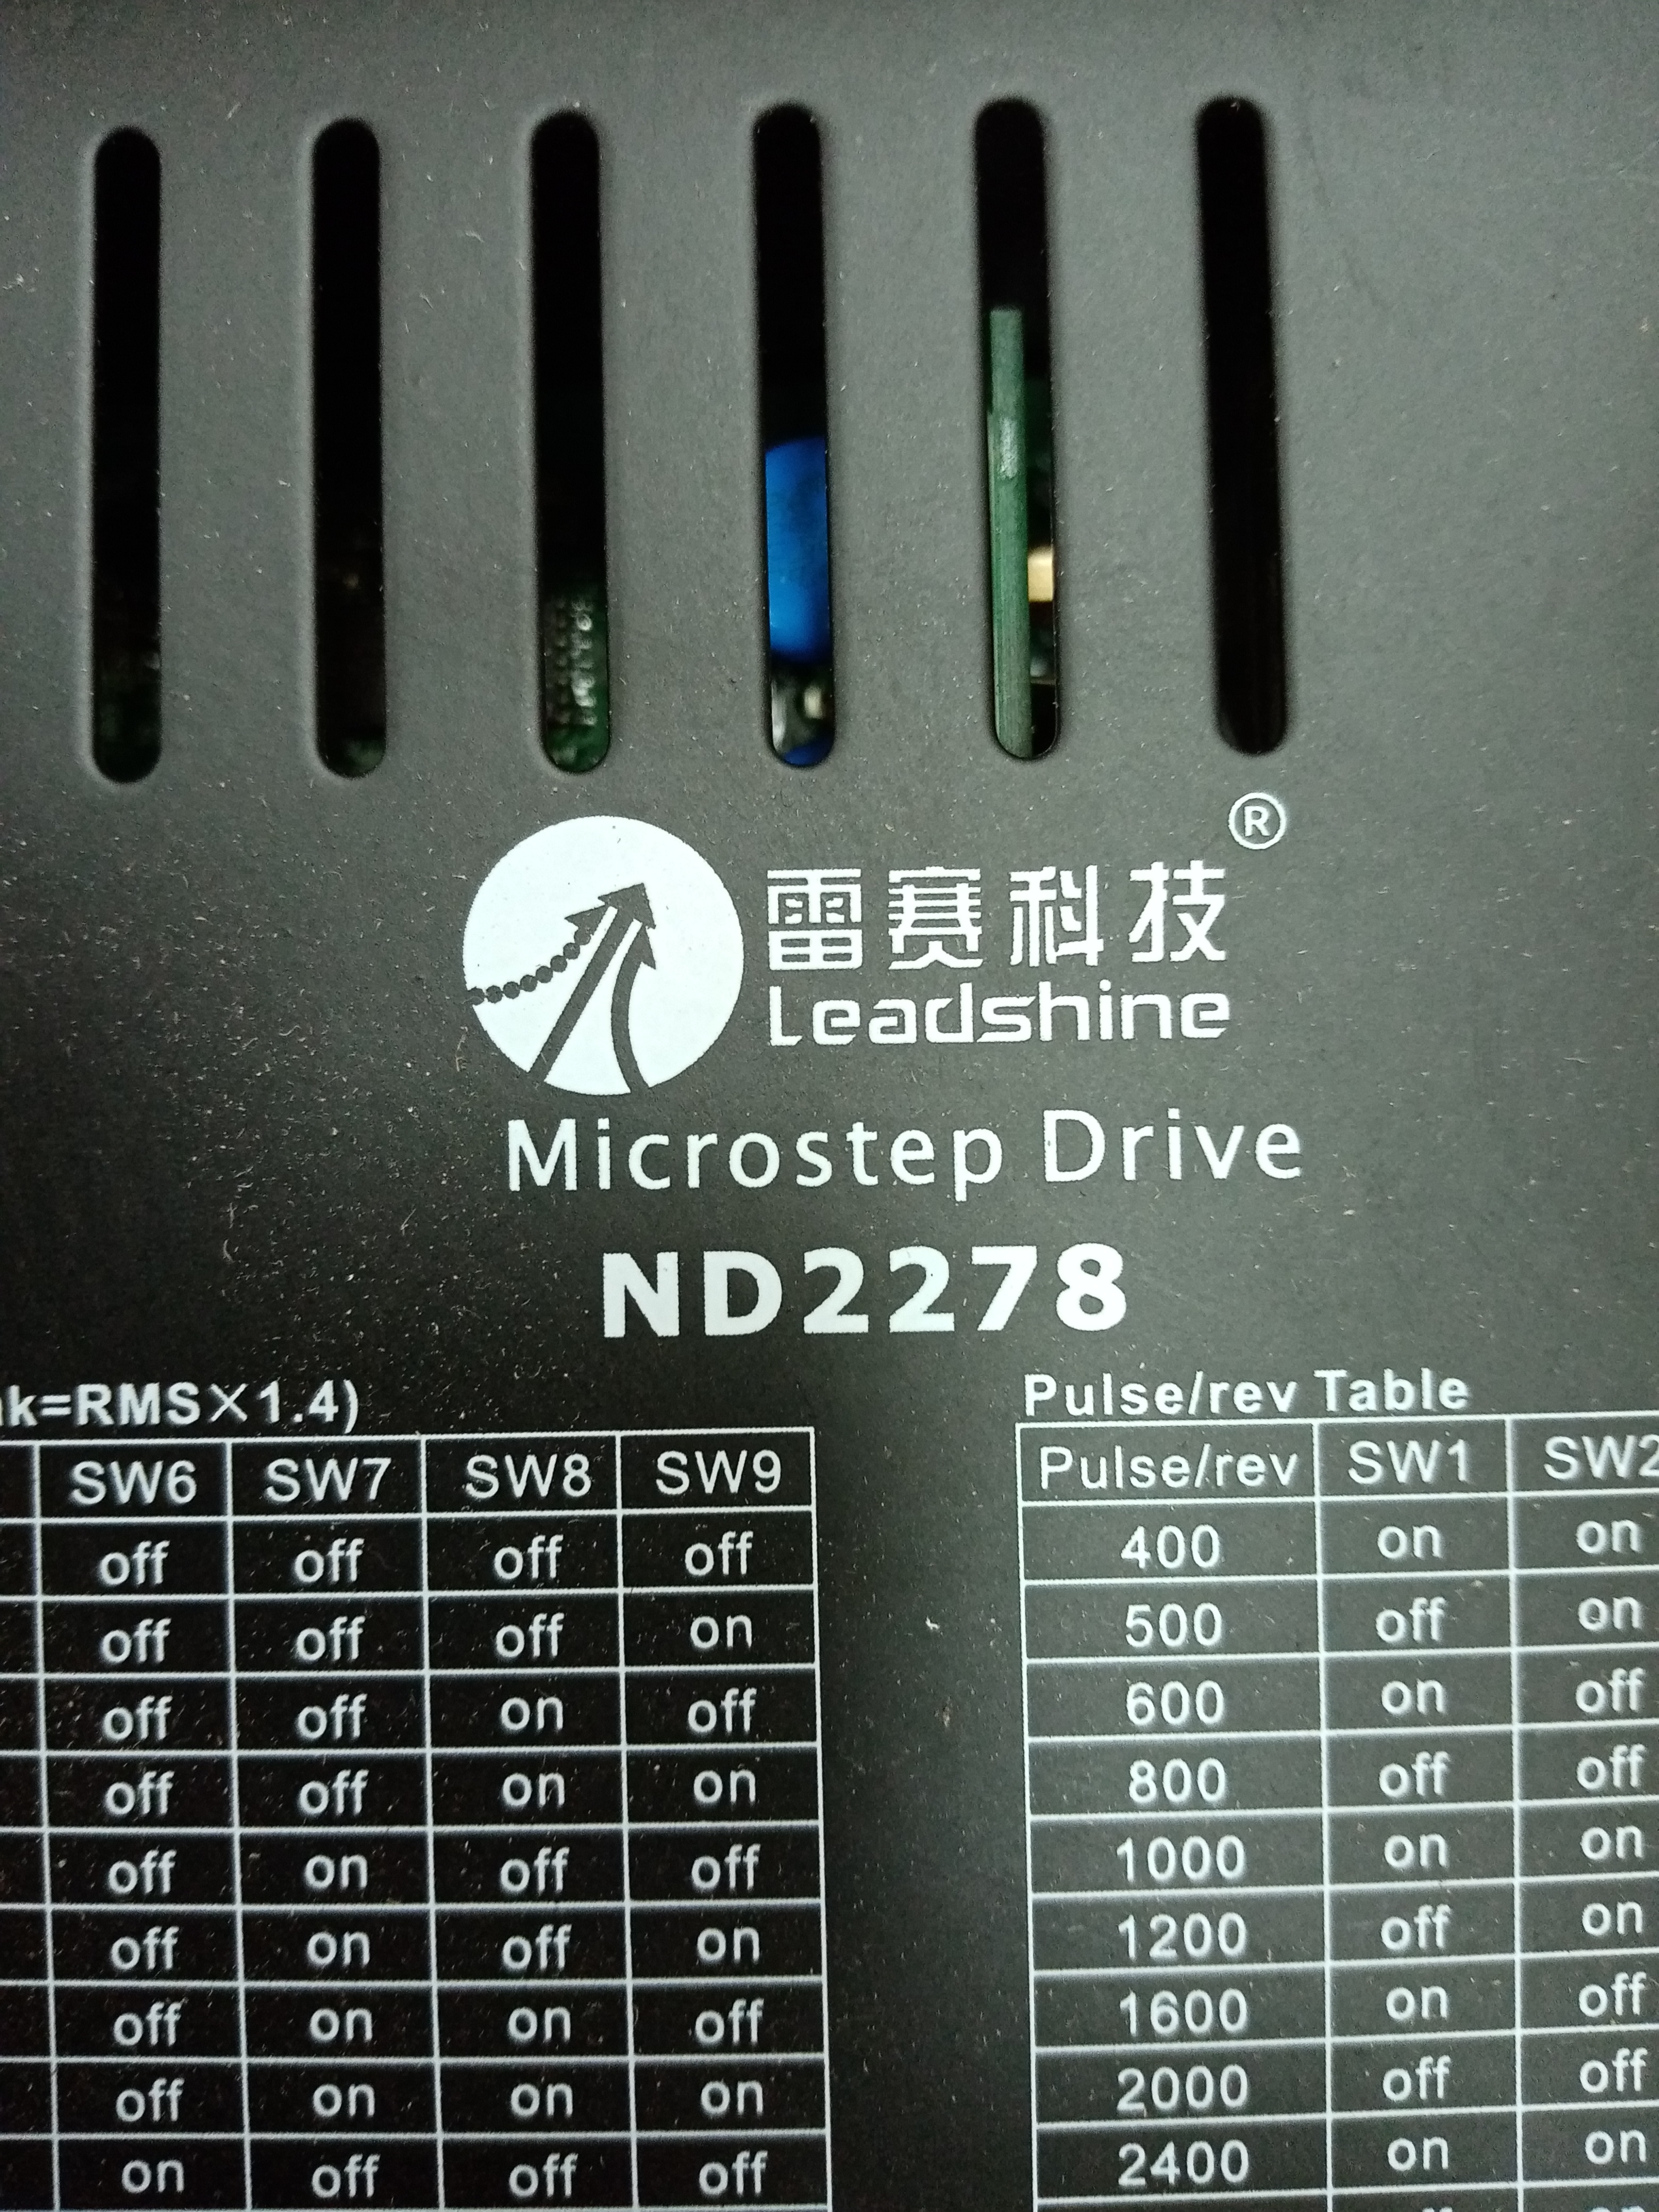 ®
雷赛科技
Leadshine
Microstep Drive
ND2278
k=RMS×1.4)
SW6 SW7 SW8 SW9
off off off off
off off off on
off off on off
off off on on
off on off off
off on off on
off on on off
off on on on
on off off off
Pulse/rev Table
Pulse/rev SW1 SW2
400 on on
500 off on
600 on off
800 off off
1000 on on
1200 off on
1600 on off
2000 off off
2400 on on